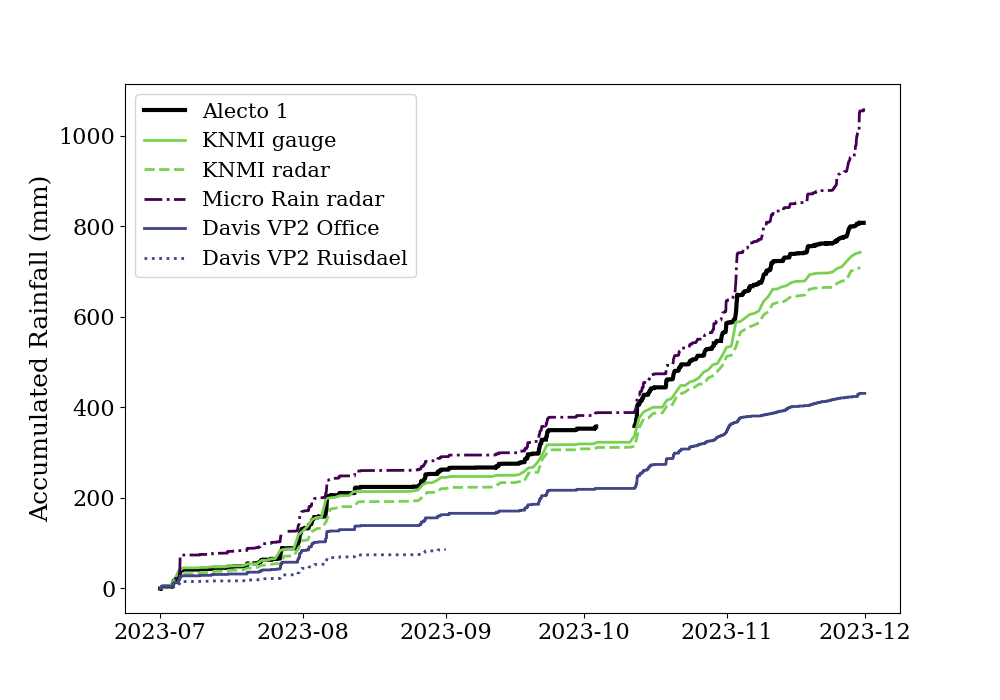 Alecto 1
KNMI gauge
KNMI radar
Micro Rain radar
Davis VP2 Office
Davis VP2 Ruisdael
Accumulated Rainfall (mm)
1000
800
600
400
200
0
2023-07 2023-08 2023-09 2023-10 2023-11 2023-12